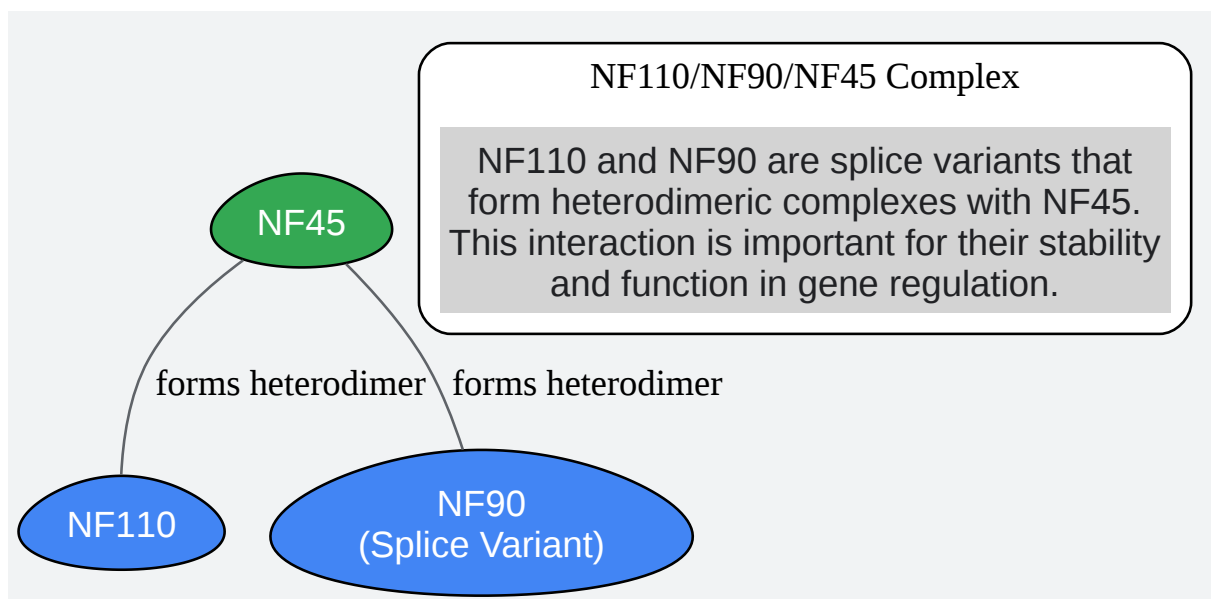 NF110/NF90/NF45 Complex
NF110 and NF90 are splice variants that
form heterodimeric complexes with NF45.
This interaction is important for their stability
and function in gene regulation.
NF45
forms heterodimer
forms heterodimer
NF110
NF90
(Splice Variant)